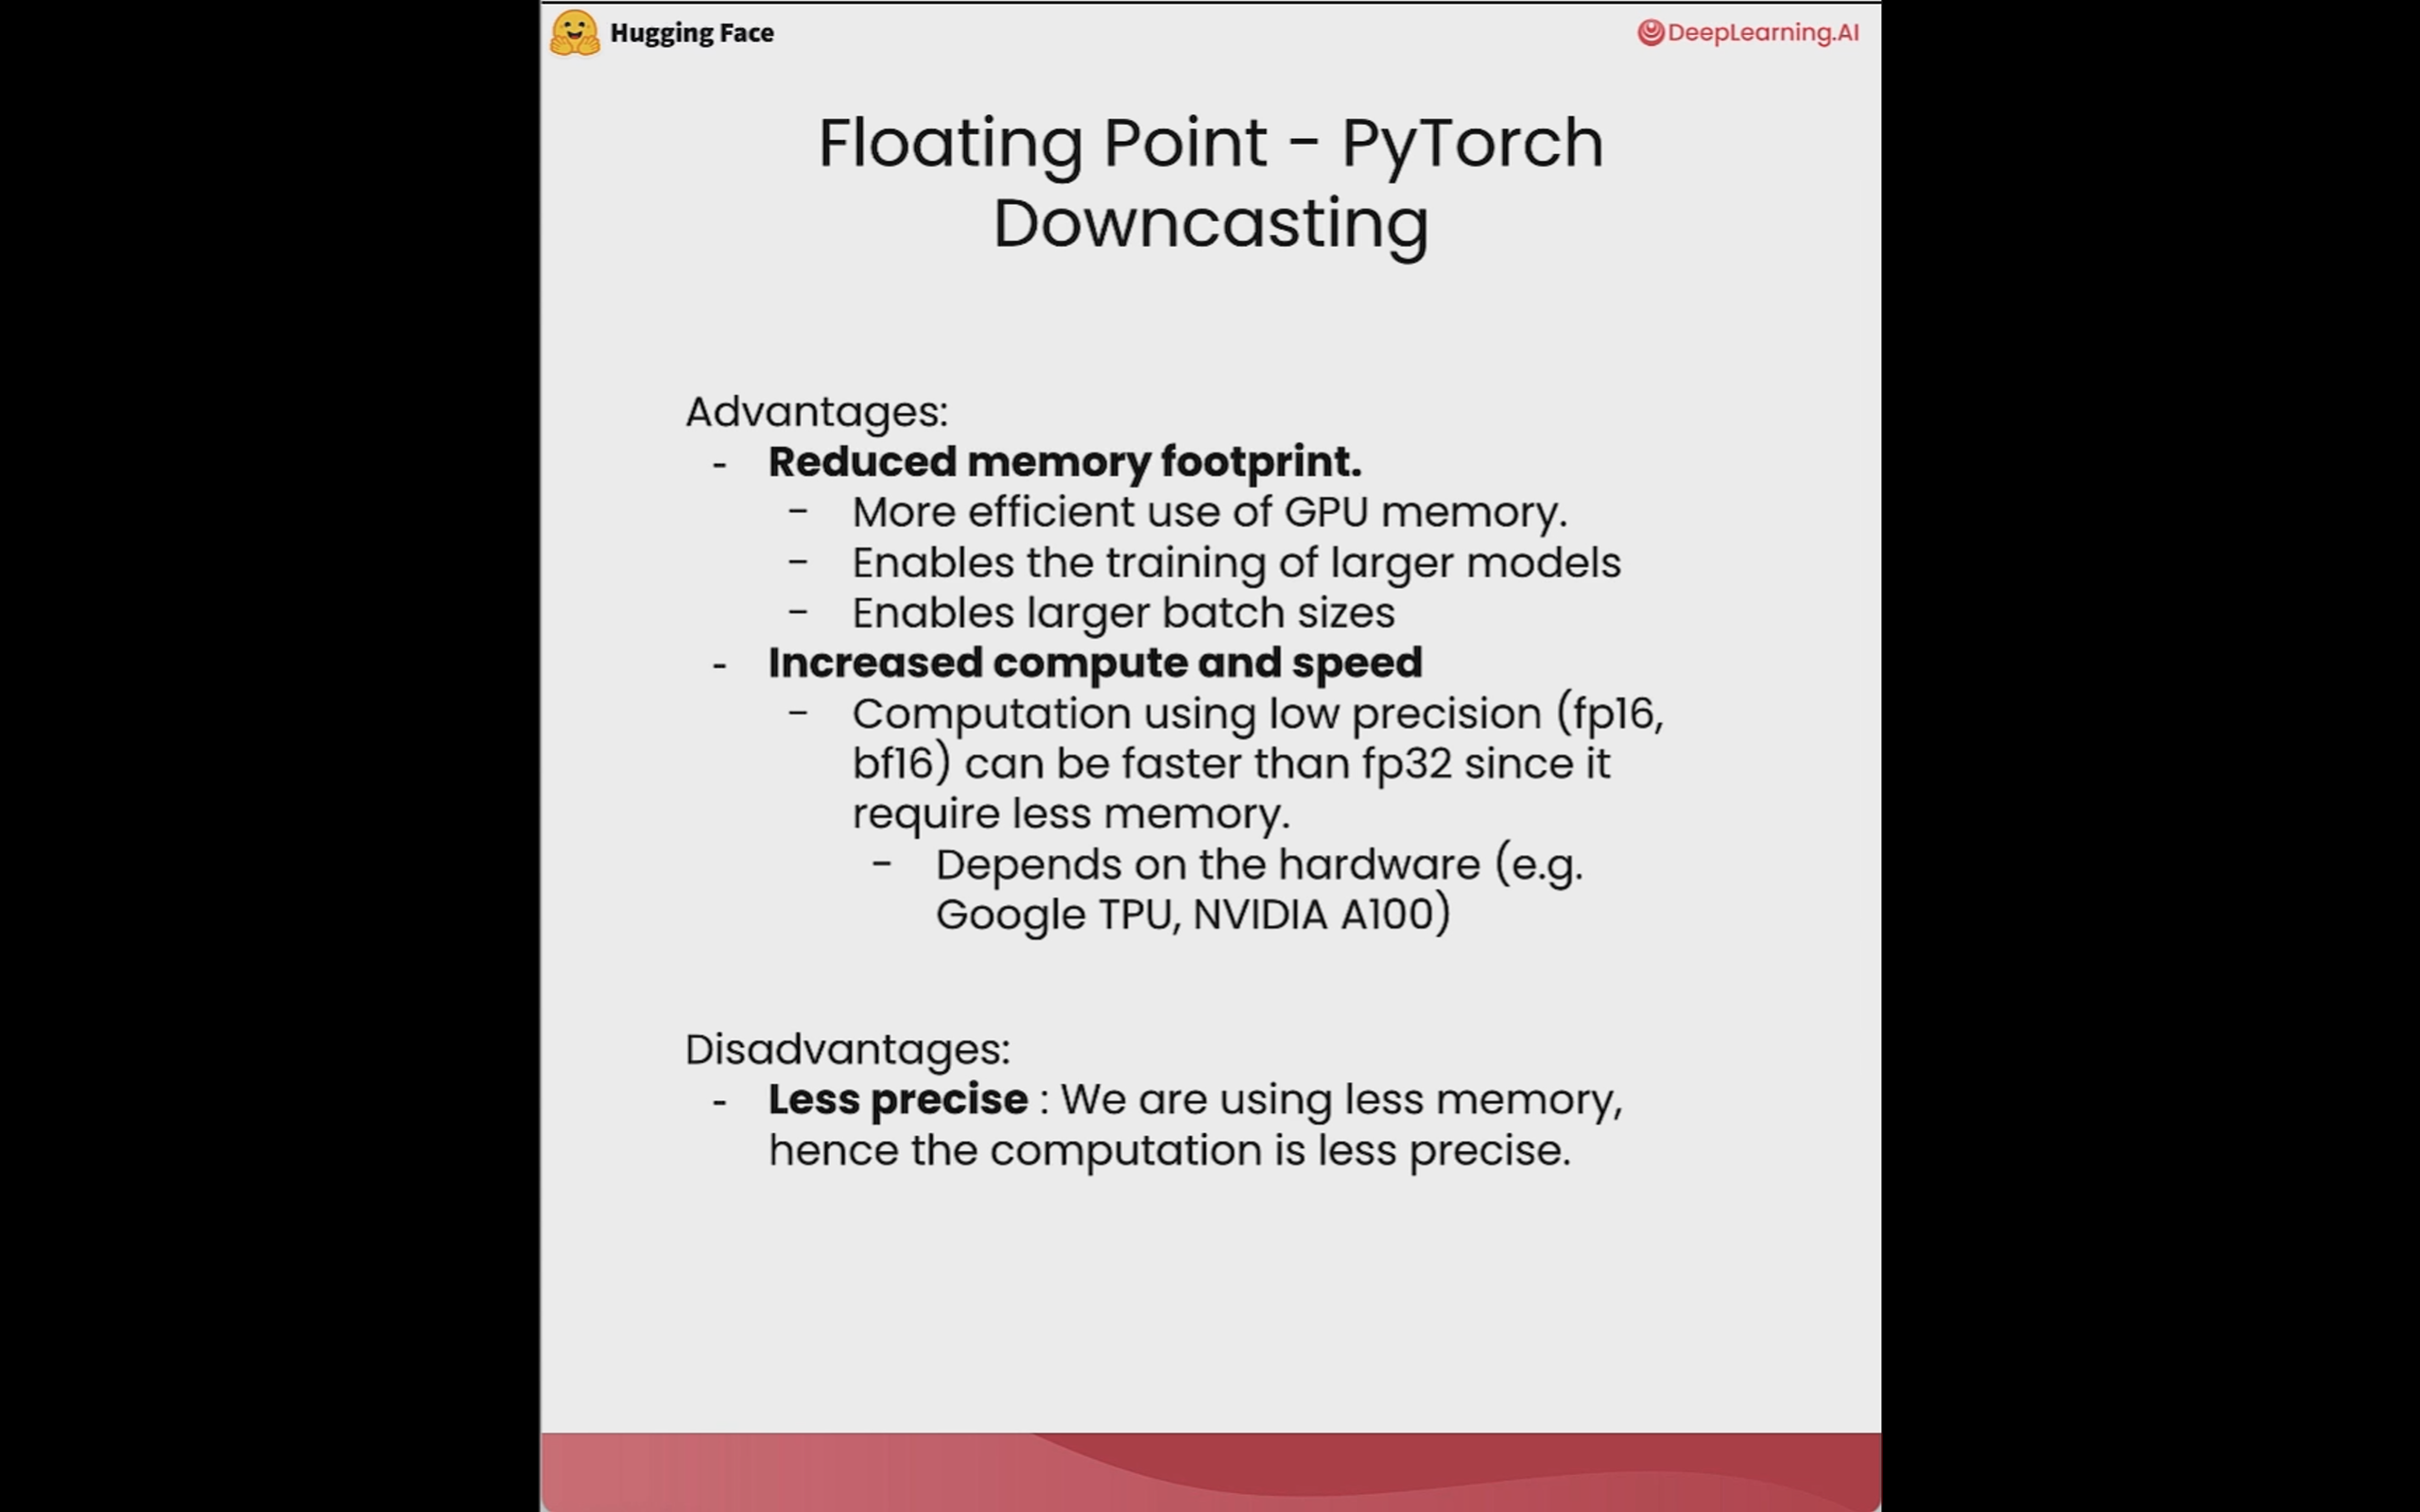 Hugging Face
DeepLearning.AI
Floating Point - PyTorch
Downcasting
Advantages:
- Reduced memory footprint.
- More efficient use of GPU memory.
- Enables the training of larger models
- Enables larger batch sizes
- Increased compute and speed
- Computation using low precision (fp16,
bf16) can be faster than fp32 since it
require less memory.
- Depends on the hardware (e.g.
Google TPU, NVIDIA A100)
Disadvantages:
- Less precise : We are using less memory,
hence the computation is less precise.